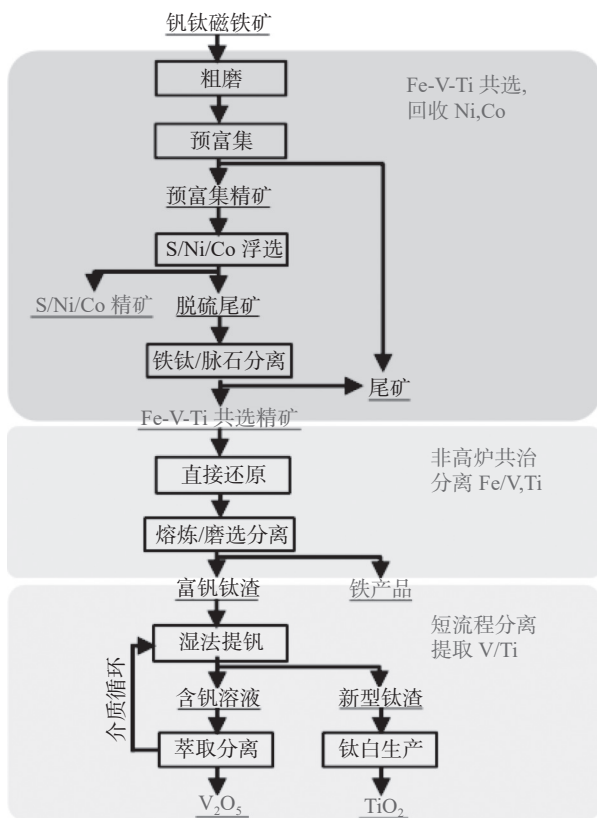 钒钛磁铁矿
粗磨
Fe-V-Ti 共选,
回收 Ni,Co
预富集
预富集精矿
S/Ni/Co 浮选
S/Ni/Co 精矿
脱硫尾矿
铁钛/脉石分离
尾矿
Fe-V-Ti 共选精矿
非高炉共冶
分离 Fe/V,Ti
直接还原
熔炼/磨选分离
富钒钛渣
铁产品
短流程分离
提取 V/Ti
湿法提钒
介质循环
含钒溶液
新型钛渣
萃取分离
钛白生产
V₂O₅
TiO₂